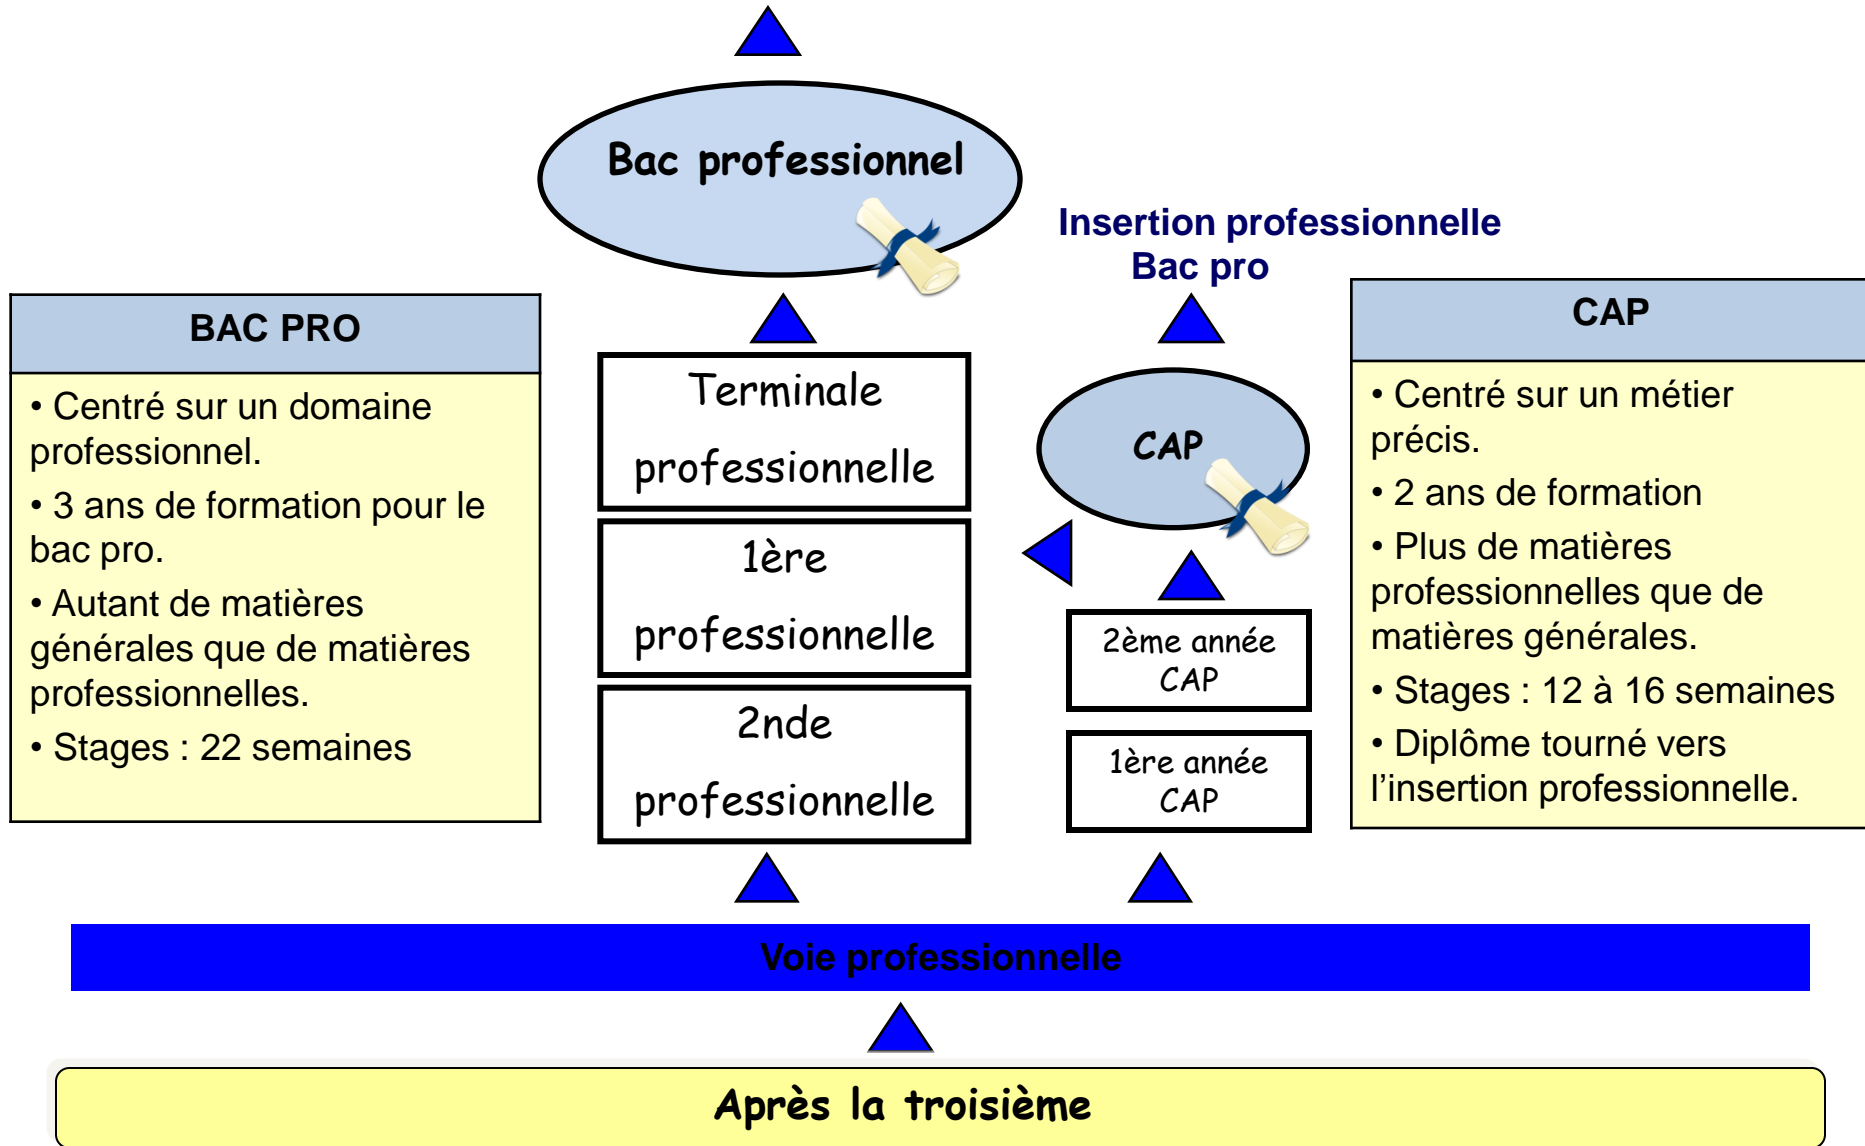 Bac professionnel
Insertion professionnelle
Bac pro
BAC PRO
• Centré sur un domaine
professionnel.
• 3 ans de formation pour le
bac pro.
• Autant de matières
générales que de matières
professionnelles.
• Stages : 22 semaines
Terminale
professionnelle
1ère
professionnelle
2nde
professionnelle
CAP
2ème année
CAP
1ère année
CAP
CAP
• Centré sur un métier
précis.
• 2 ans de formation
• Plus de matières
professionnelles que de
matières générales.
• Stages : 12 à 16 semaines
• Diplôme tourné vers
l’insertion professionnelle.
Voie professionnelle
Après la troisième